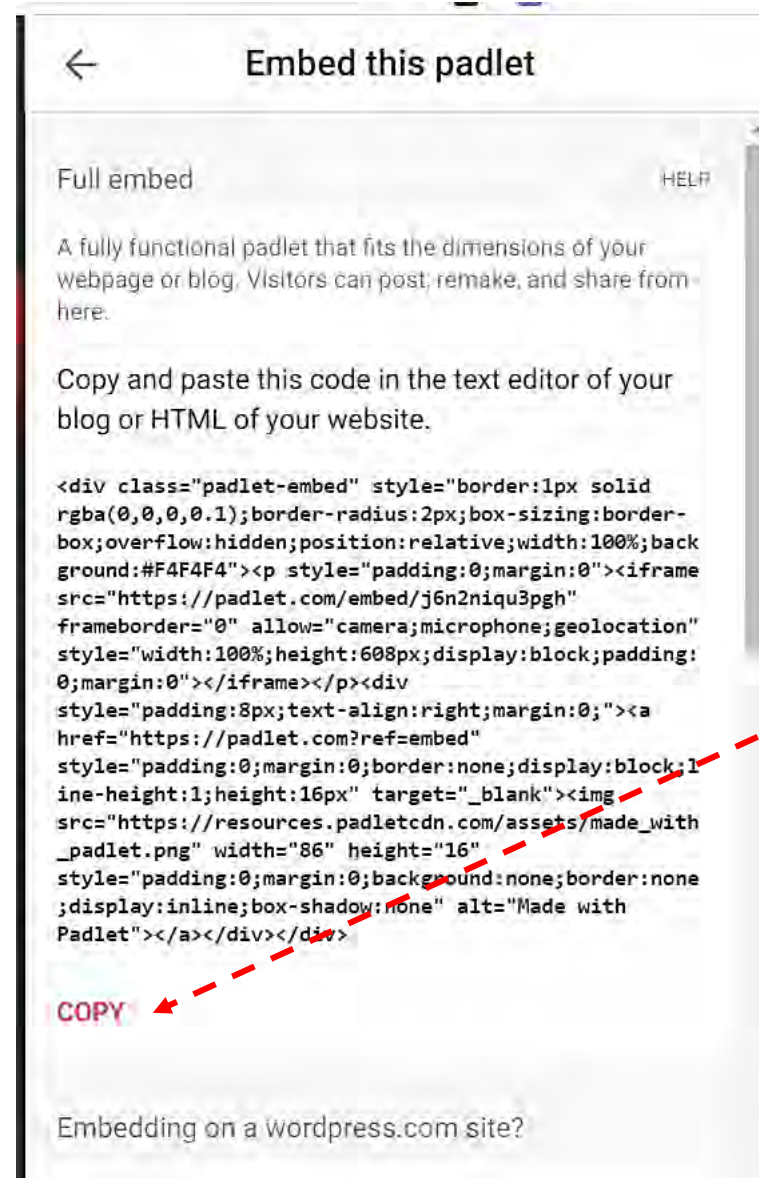 Embed this padlet
Full embed HELP
A fully functional padlet that fits the dimensions of your
webpage or blog. Visitors can post, remake, and share from
here.
Copy and paste this code in the text editor of your
blog or HTML of your website.
<div class="padlet-embed" style="border:1px solid
rgba(0,0,0,0.1);border-radius:2px;box-sizing:border-
box;overflow:hidden;position:relative;width:100%;back
ground:#F4F4F4"><p style="padding:0;margin:0"><iframe
src="https://padlet.com/embed/j6n2niqu3pgh"
frameborder="0" allow="camera;microphone;geolocation"
style="width:100%;height:608px;display:block;padding:
0;margin:0"></iframe></p><div
style="padding:8px;text-align:right;margin:0;"><a
href="https://padlet.com?ref=embed"
style="padding:0;margin:0;border:none;display:block;l
ine-height:1;height:16px" target="_blank"><img
src="https://resources.padletcdn.com/assets/made_with
_padlet.png" width="86" height="16"
style="padding:0;margin:0;background:none;border:none
;display:inline;box-shadow:none" alt="Made with
Padlet"></a></div></div>
COPY
Embedding on a wordpress.com site?